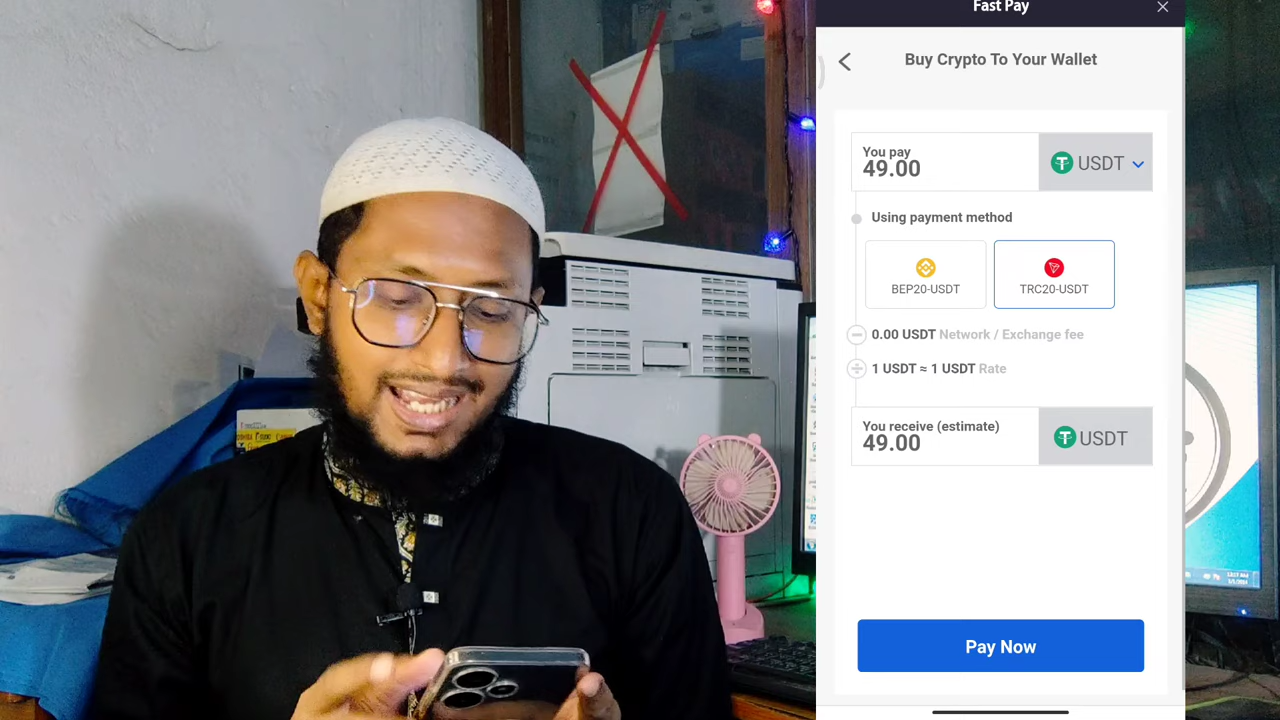 Fast Pay
Buy Crypto To Your Wallet
You pay
49.00
USDT
Using payment method
BEP20-USDT
TRC20-USDT
0.00 USDT Network / Exchange fee
1 USDT ≈ 1 USDT Rate
You receive (estimate)
49.00
USDT
Pay Now